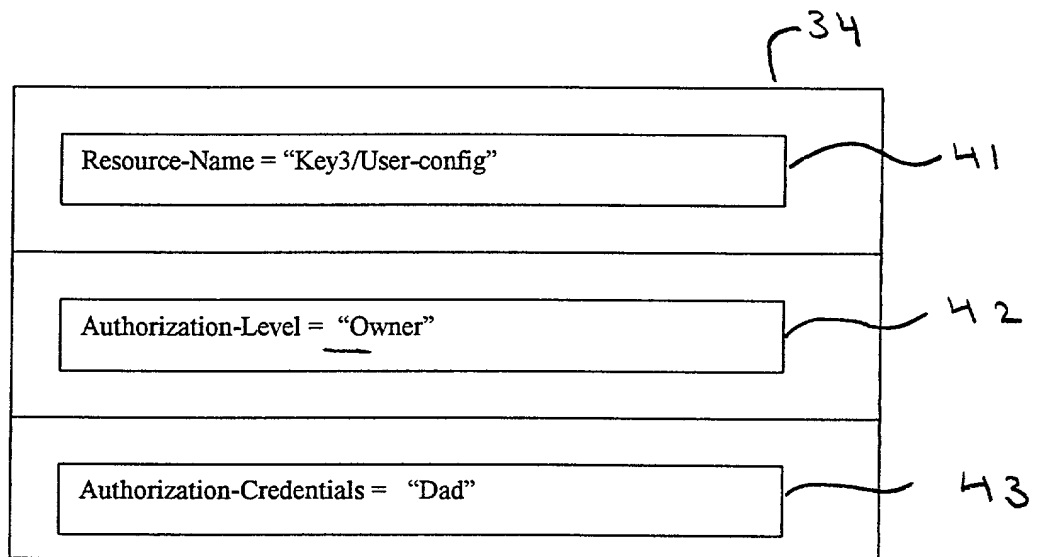 34
Resource-Name = “Key3/User-config”
41
Authorization-Level = “Owner”
42
Authorization-Credentials = “Dad”
43